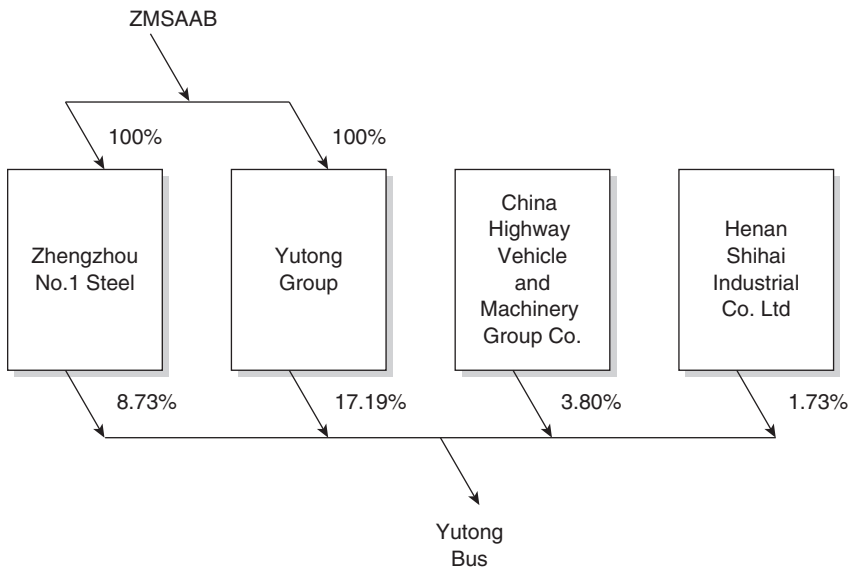 ZMSAAB
100%
100%
Zhengzhou
No.1 Steel
Yutong
Group
China
Highway
Vehicle
and
Machinery
Group Co.
Henan
Shihai
Industrial
Co. Ltd
8.73%
17.19%
3.80%
1.73%
Yutong
Bus